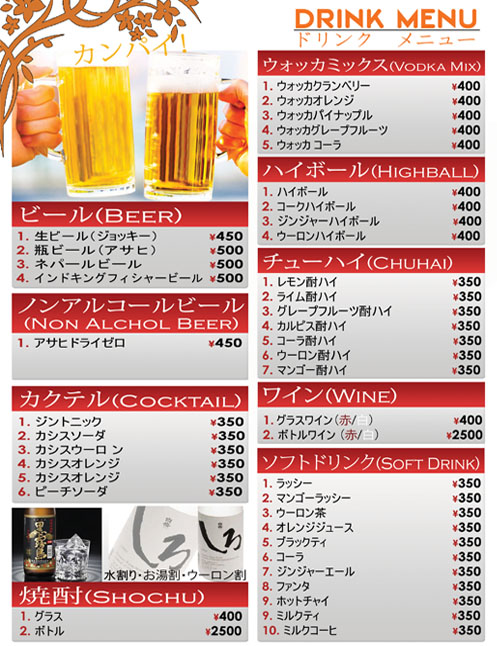 DRINK MENU
ドリンク メニュー
カンパイ!
ビール(BEER)
1. 生ビール(ジョッキー) ¥450
2. 瓶ビール(アサヒ) ¥500
3. ネパールビール ¥500
4. インドキングフィシャービール ¥500
ノンアルコールビール
(NON ALCHOL BEER)
1. アサヒドライゼロ ¥450
カクテル(COCKTAIL)
1. ジントニック ¥350
2. カシスソーダ ¥350
3. カシスウーロン ¥350
4. カシスオレンジ ¥350
5. カシスオレンジ ¥350
6. ピーチソーダ ¥350
しろ
しろ
水割り・お湯割・ウーロン割
焼酎(SHOCHU)
1. グラス ¥400
2. ボトル ¥2500
ウォッカミックス(VODKA MIX)
1. ウォッカクランベリー ¥400
2. ウォッカオレンジ ¥400
3. ウォッカパイナップル ¥400
4. ウォッカグレープフルーツ ¥400
5. ウォッカ コーラ ¥400
ハイボール(HIGHBALL)
1. ハイボール ¥400
2. コークハイボール ¥400
3. ジンジャーハイボール ¥400
4. ウーロンハイボール ¥400
チューハイ(CHUHAI)
1. レモン酎ハイ ¥350
2. ライム酎ハイ ¥350
3. グレープフルーツ酎ハイ ¥350
4. カルピス酎ハイ ¥350
5. コーラ酎ハイ ¥350
6. ウーロン酎ハイ ¥350
7. マンゴー酎ハイ ¥350
ワイン(WINE)
1. グラスワイン(赤/白) ¥400
2. ボトルワイン (赤/白) ¥2500
ソフトドリンク(SOFT DRINK)
1. ラッシー ¥350
2. マンゴーラッシー ¥350
3. ウーロン茶 ¥350
4. オレンジジュース ¥350
5. ブラックティ ¥350
6. コーラ ¥350
7. ジンジャーエール ¥350
8. ファンタ ¥350
9. ホットチャイ ¥350
9. ミルクティ ¥350
10. ミルクコーヒ ¥350